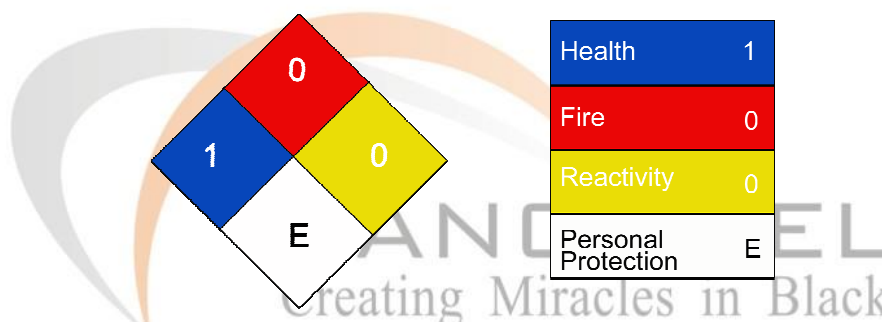 0
1
0
E
Health 1
Fire 0
Reactivity 0
Personal
Protection E
Creating Miracles in Black